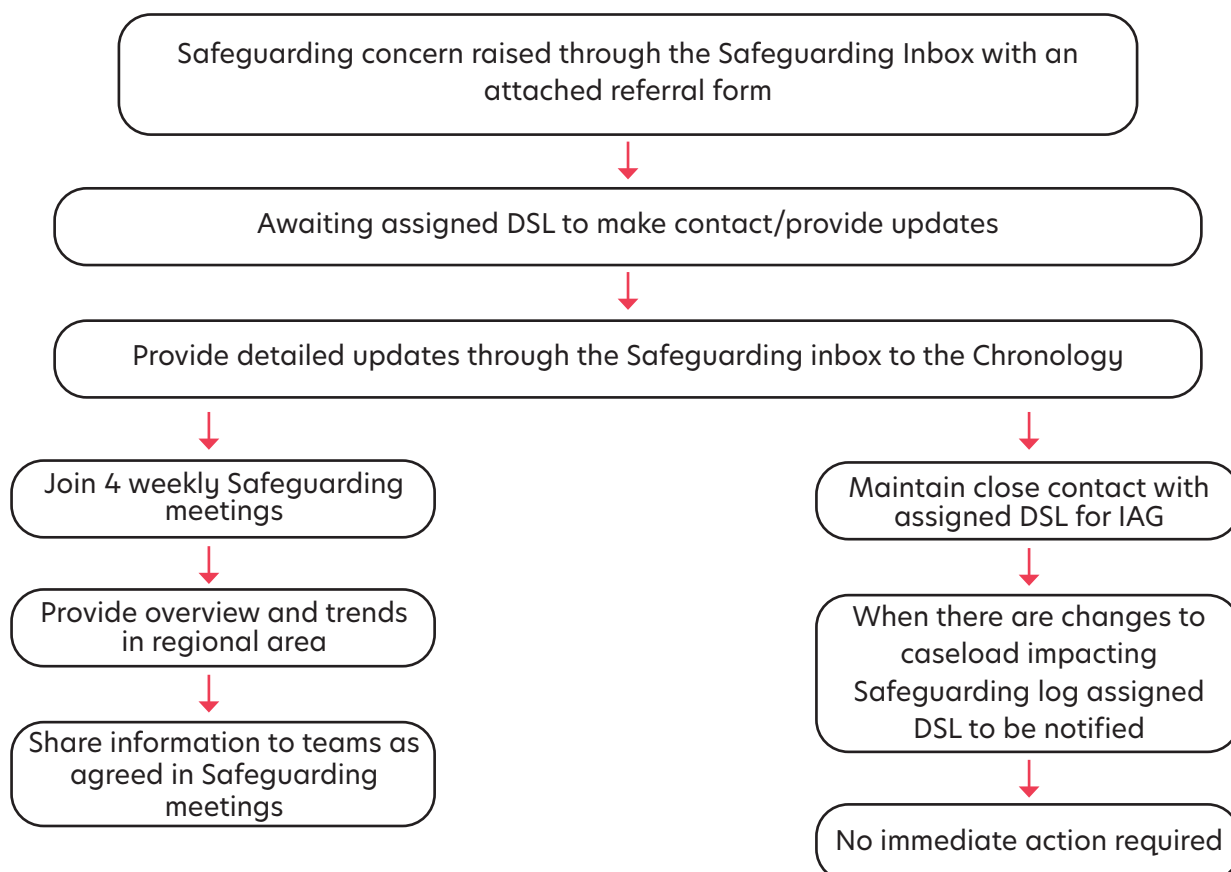 Safeguarding concern raised through the Safeguarding Inbox with an
attached referral form
Awaiting assigned DSL to make contact/provide updates
Provide detailed updates through the Safeguarding inbox to the Chronology
Join 4 weekly Safeguarding
meetings
Provide overview and trends
in regional area
Share information to teams as
agreed in Safeguarding
meetings
Maintain close contact with
assigned DSL for IAG
When there are changes to
caseload impacting
Safeguarding log assigned
DSL to be notified
No immediate action required